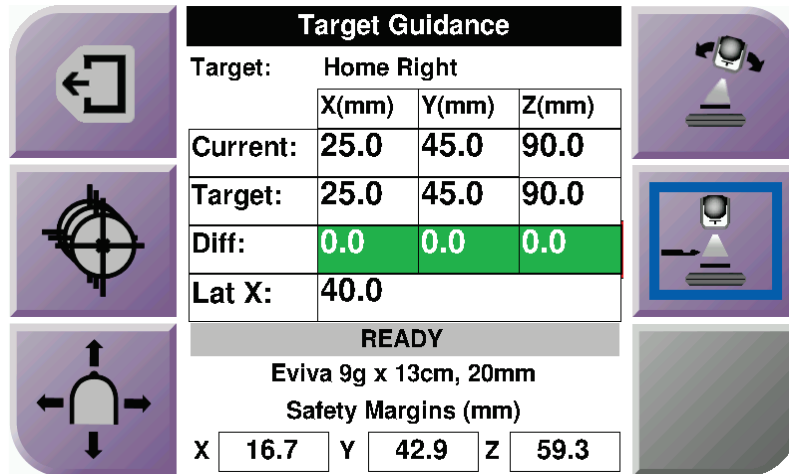 Target Guidance
Target: Home Right
X(mm) Y(mm) Z(mm)
Current: 25.0 45.0 90.0
Target: 25.0 45.0 90.0
Diff: 0.0 0.0 0.0
Lat X: 40.0
READY
Eviva 9g x 13cm, 20mm
Safety Margins (mm)
X 16.7 Y 42.9 Z 59.3